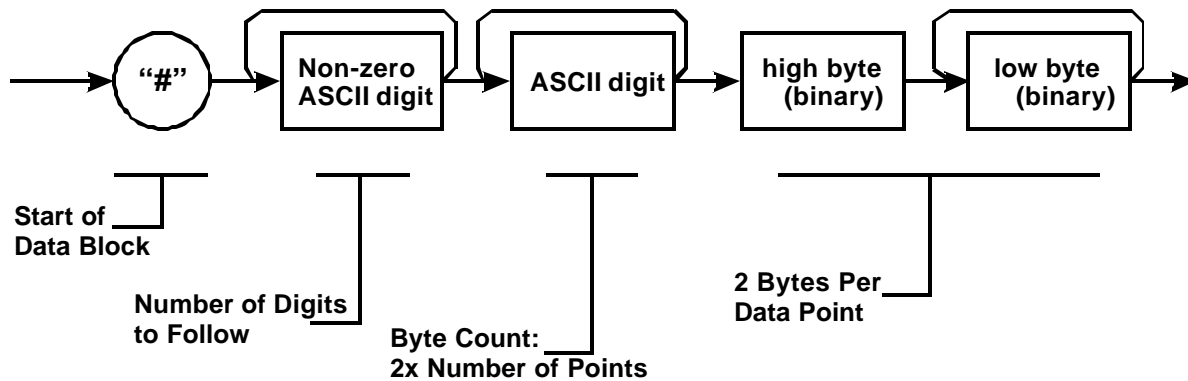 “#”
Non-zero
ASCII digit
ASCII digit
high byte
(binary)
low byte
(binary)
Start of
Data Block
Number of Digits
to Follow
Byte Count:
2x Number of Points
2 Bytes Per
Data Point